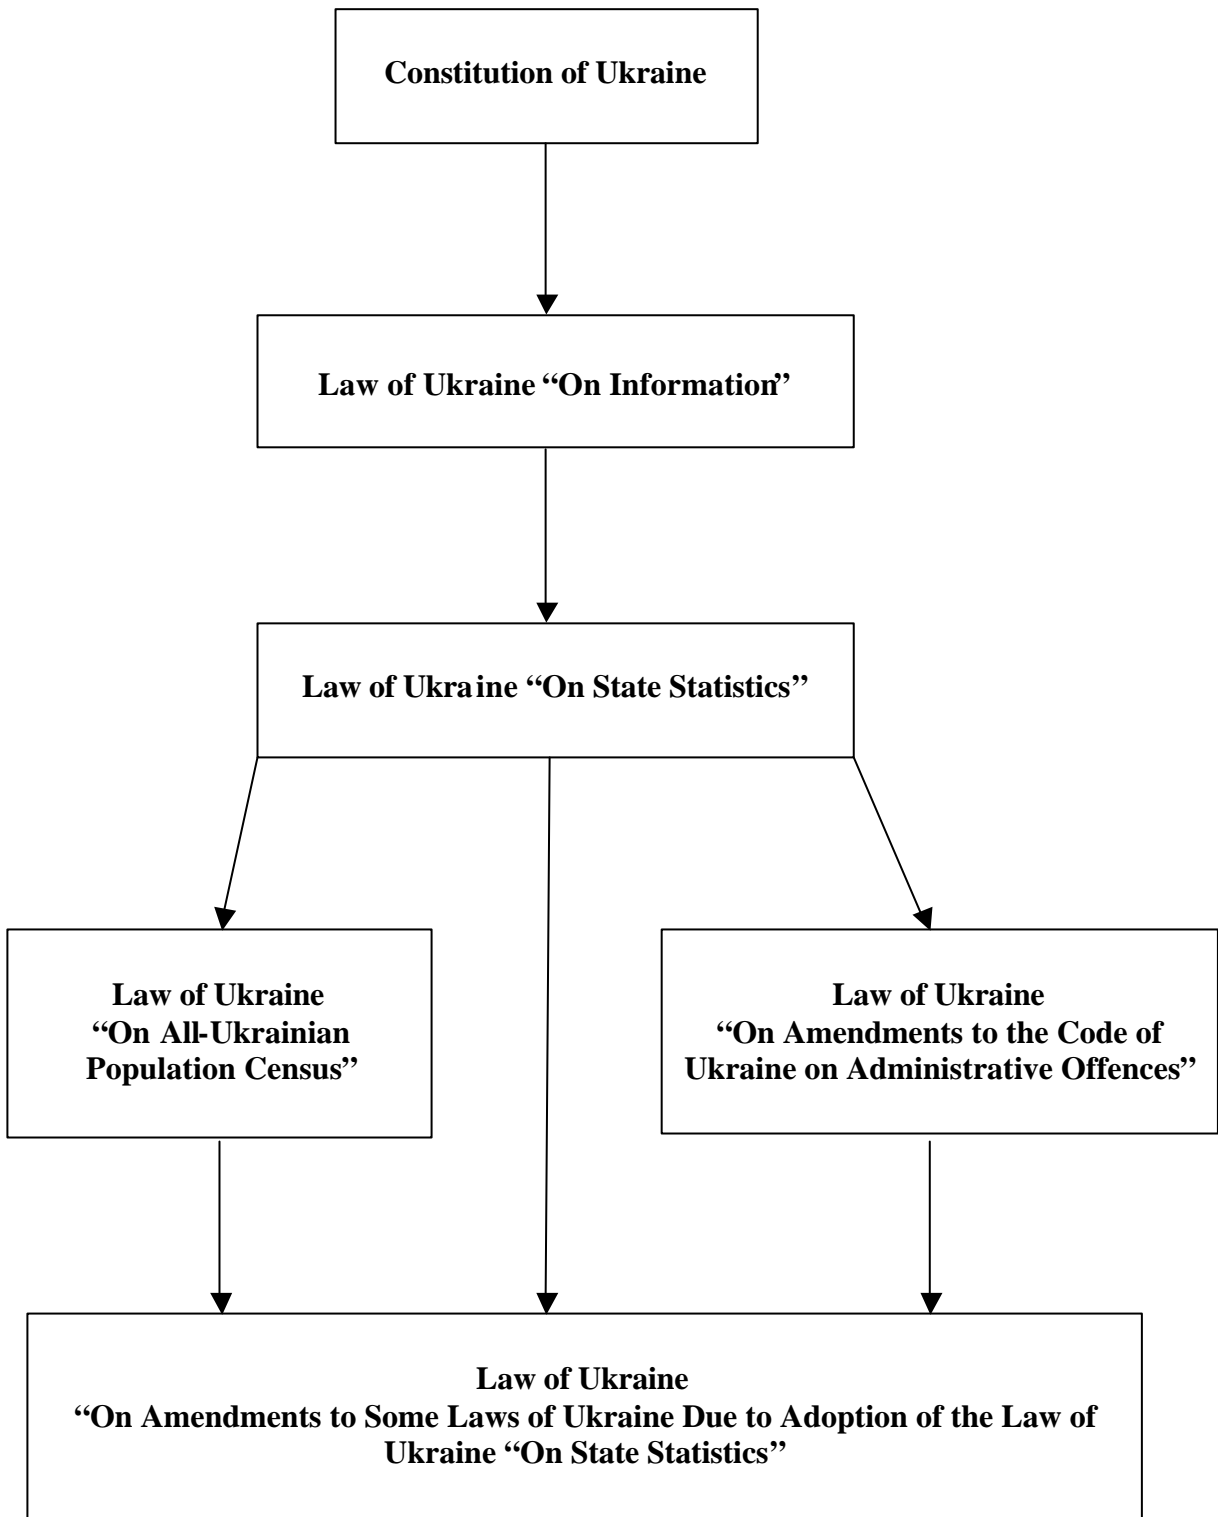 Constitution of Ukraine
Law of Ukraine “On Information”
Law of Ukraine “On State Statistics”
Law of Ukraine
“On All-Ukrainian
Population Census”
Law of Ukraine
“On Amendments to the Code of
Ukraine on Administrative Offences”
Law of Ukraine
“On Amendments to Some Laws of Ukraine Due to Adoption of the Law of
Ukraine “On State Statistics”